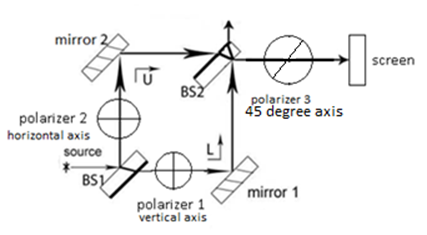 mirror 2
U
BS2
screen
polarizer 3
45 degree axis
polarizer 2
horizontal axis
source
BS1
L
mirror 1
polarizer 1
vertical axis